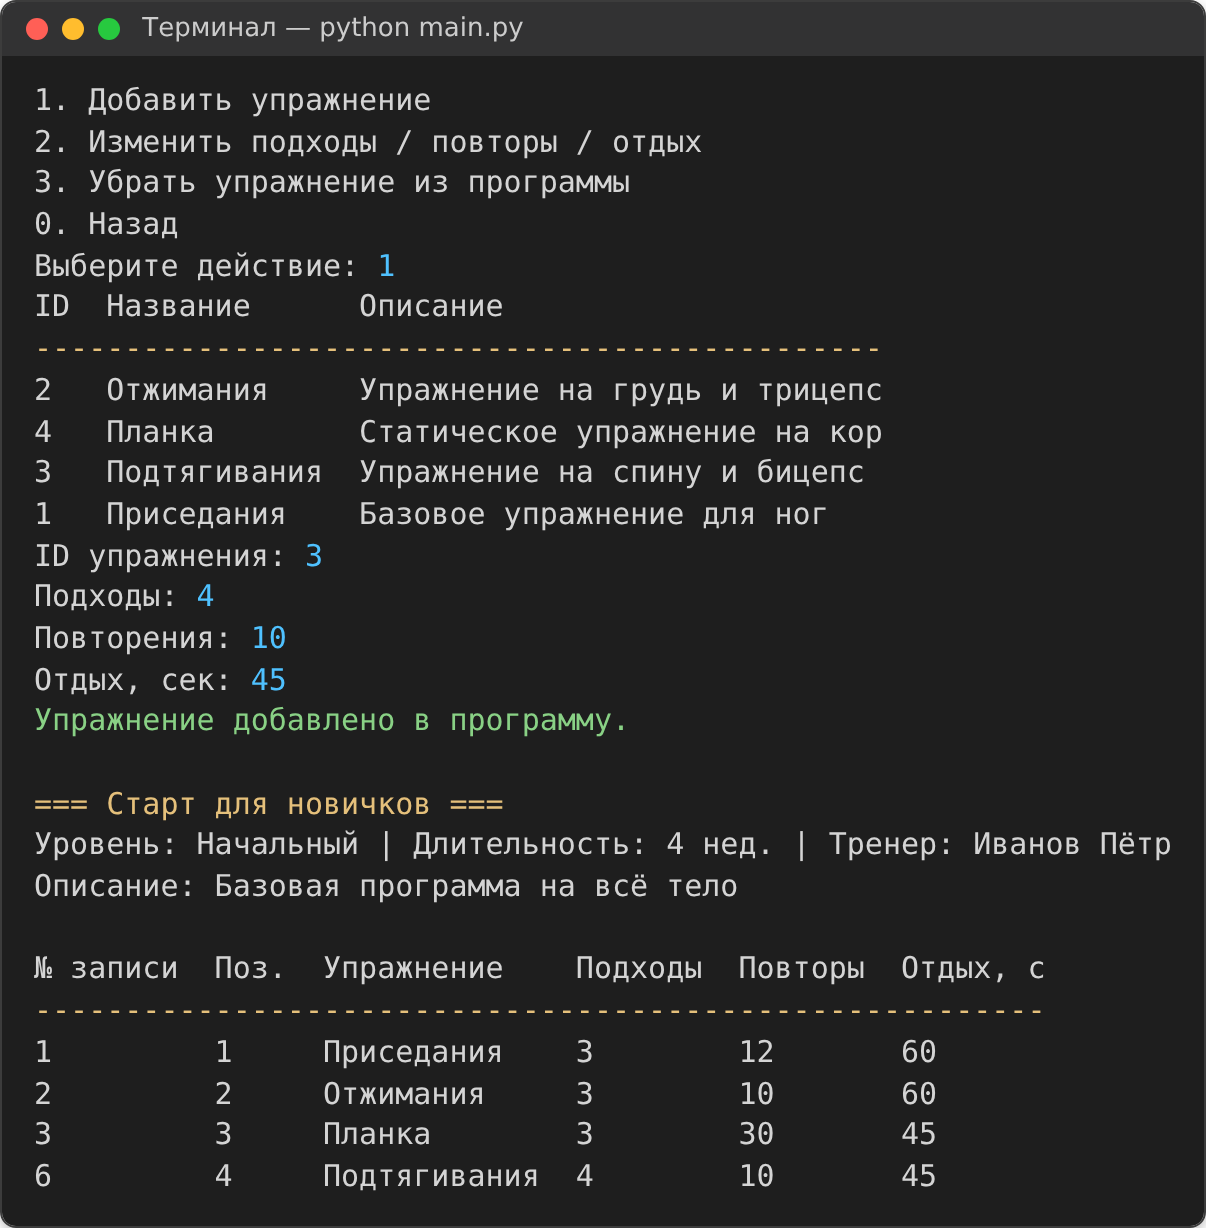 Терминал — python main.py
1. Добавить упражнение
2. Изменить подходы / повторы / отдых
3. Убрать упражнение из программы
0. Назад
Выберите действие: 1
ID  Название      Описание
-----------------------------------------------
2   Отжимания     Упражнение на грудь и трицепс
4   Планка        Статическое упражнение на кор
3   Подтягивания  Упражнение на спину и бицепс
1   Приседания    Базовое упражнение для ног
ID упражнения: 3
Подходы: 4
Повторения: 10
Отдых, сек: 45
Упражнение добавлено в программу.
=== Старт для новичков ===
Уровень: Начальный | Длительность: 4 нед. | Тренер: Иванов Пётр
Описание: Базовая программа на всё тело
№ записи  Поз.  Упражнение    Подходы  Повторы  Отдых, с
--------------------------------------------------------
1         1     Приседания    3        12       60
2         2     Отжимания     3        10       60
3         3     Планка        3        30       45
6         4     Подтягивания  4        10       45